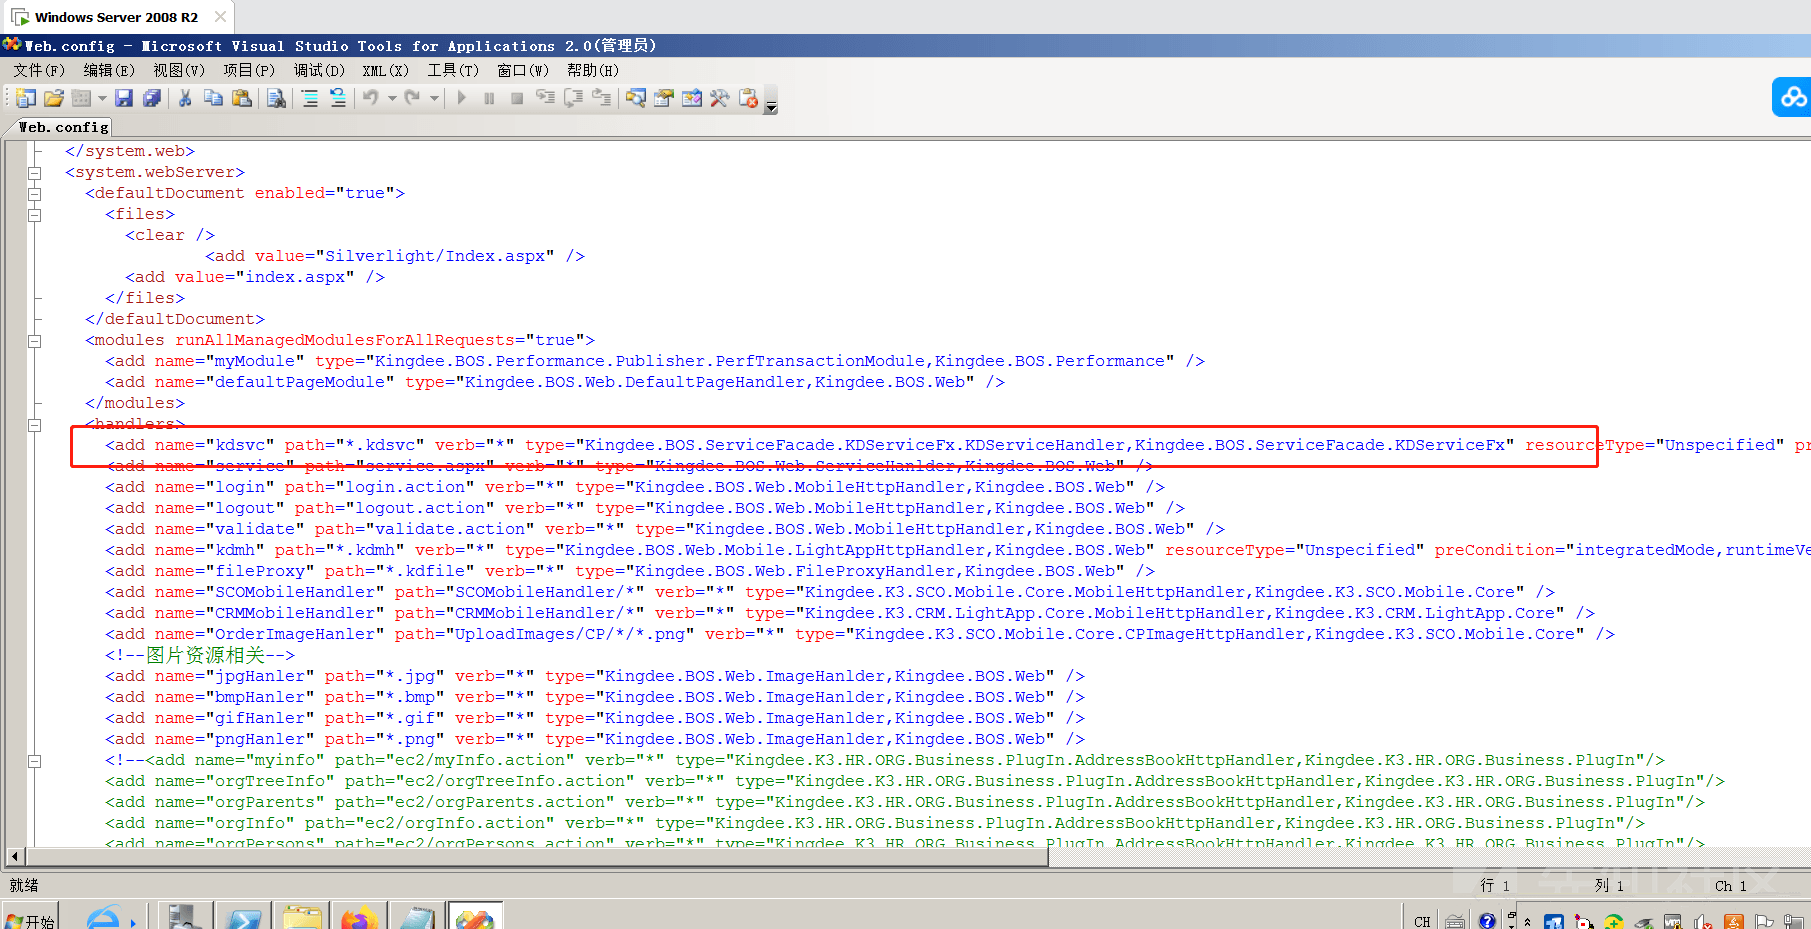 Windows Server 2008 R2
Web.config - Microsoft Visual Studio Tools for Applications 2.0(管理员)
文件(F) 编辑(E) 视图(V) 项目(P) 调试(D) XML(X) 工具(T) 窗口(W) 帮助(H)
Web.config
</system.web>
<system.webServer>
<defaultDocument enabled="true">
<files>
<clear />
<add value="Silverlight/Index.aspx" />
<add value="index.aspx" />
</files>
</defaultDocument>
<modules runAllManagedModulesForAllRequests="true">
<add name="myModule" type="Kingdee.BOS.Performance.Publisher.PerfTransactionModule,Kingdee.BOS.Performance" />
<add name="defaultPageModule" type="Kingdee.BOS.Web.DefaultPageHandler,Kingdee.BOS.Web" />
</modules>
<handlers>
<add name="kdsvc" path="*.kdsvc" verb="*" type="Kingdee.BOS.ServiceFacade.KDServiceFx.KDServiceHandler,Kingdee.BOS.ServiceFacade.KDServiceFx" resourceType="Unspecified" pr
<add name="service" path="service.aspx" verb="*" type="Kingdee.BOS.Web.ServiceHanlder,Kingdee.BOS.Web" />
<add name="login" path="login.action" verb="*" type="Kingdee.BOS.Web.MobileHttpHandler,Kingdee.BOS.Web" />
<add name="logout" path="logout.action" verb="*" type="Kingdee.BOS.Web.MobileHttpHandler,Kingdee.BOS.Web" />
<add name="validate" path="validate.action" verb="*" type="Kingdee.BOS.Web.MobileHttpHandler,Kingdee.BOS.Web" />
<add name="kdmh" path="*.kdmh" verb="*" type="Kingdee.BOS.Web.Mobile.LightAppHttpHandler,Kingdee.BOS.Web" resourceType="Unspecified" preCondition="integratedMode,runtimeVe
<add name="fileProxy" path="*.kdfile" verb="*" type="Kingdee.BOS.Web.FileProxyHandler,Kingdee.BOS.Web" />
<add name="SCOMobileHandler" path="SCOMobileHandler/*" verb="*" type="Kingdee.K3.SCO.Mobile.Core.MobileHttpHandler,Kingdee.K3.SCO.Mobile.Core" />
<add name="CRMMobileHandler" path="CRMMobileHandler/*" verb="*" type="Kingdee.K3.CRM.LightApp.Core.MobileHttpHandler,Kingdee.K3.CRM.LightApp.Core" />
<add name="OrderImageHanler" path="UploadImages/CP/*/*.png" verb="*" type="Kingdee.K3.SCO.Mobile.Core.CPImageHttpHandler,Kingdee.K3.SCO.Mobile.Core" />
<!--图片资源相关-->
<add name="jpgHanler" path="*.jpg" verb="*" type="Kingdee.BOS.Web.ImageHanlder,Kingdee.BOS.Web" />
<add name="bmpHanler" path="*.bmp" verb="*" type="Kingdee.BOS.Web.ImageHanlder,Kingdee.BOS.Web" />
<add name="gifHanler" path="*.gif" verb="*" type="Kingdee.BOS.Web.ImageHanlder,Kingdee.BOS.Web" />
<add name="pngHanler" path="*.png" verb="*" type="Kingdee.BOS.Web.ImageHanlder,Kingdee.BOS.Web" />
<!--<add name="myinfo" path="ec2/myInfo.action" verb="*" type="Kingdee.K3.HR.ORG.Business.PlugIn.AddressBookHttpHandler,Kingdee.K3.HR.ORG.Business.PlugIn"/>
<add name="orgTreeInfo" path="ec2/orgTreeInfo.action" verb="*" type="Kingdee.K3.HR.ORG.Business.PlugIn.AddressBookHttpHandler,Kingdee.K3.HR.ORG.Business.PlugIn"/>
<add name="orgParents" path="ec2/orgParents.action" verb="*" type="Kingdee.K3.HR.ORG.Business.PlugIn.AddressBookHttpHandler,Kingdee.K3.HR.ORG.Business.PlugIn"/>
<add name="orgInfo" path="ec2/orgInfo.action" verb="*" type="Kingdee.K3.HR.ORG.Business.PlugIn.AddressBookHttpHandler,Kingdee.K3.HR.ORG.Business.PlugIn"/>
<add name="orgPersons" path="ec2/orgPersons.action" verb="*" type="Kingdee.K3.HR.ORG.Business.PlugIn.AddressBookHttpHandler,Kingdee.K3.HR.ORG.Business.PlugIn"/>
就绪 行 1 列 1 Ch 1
开始 CH